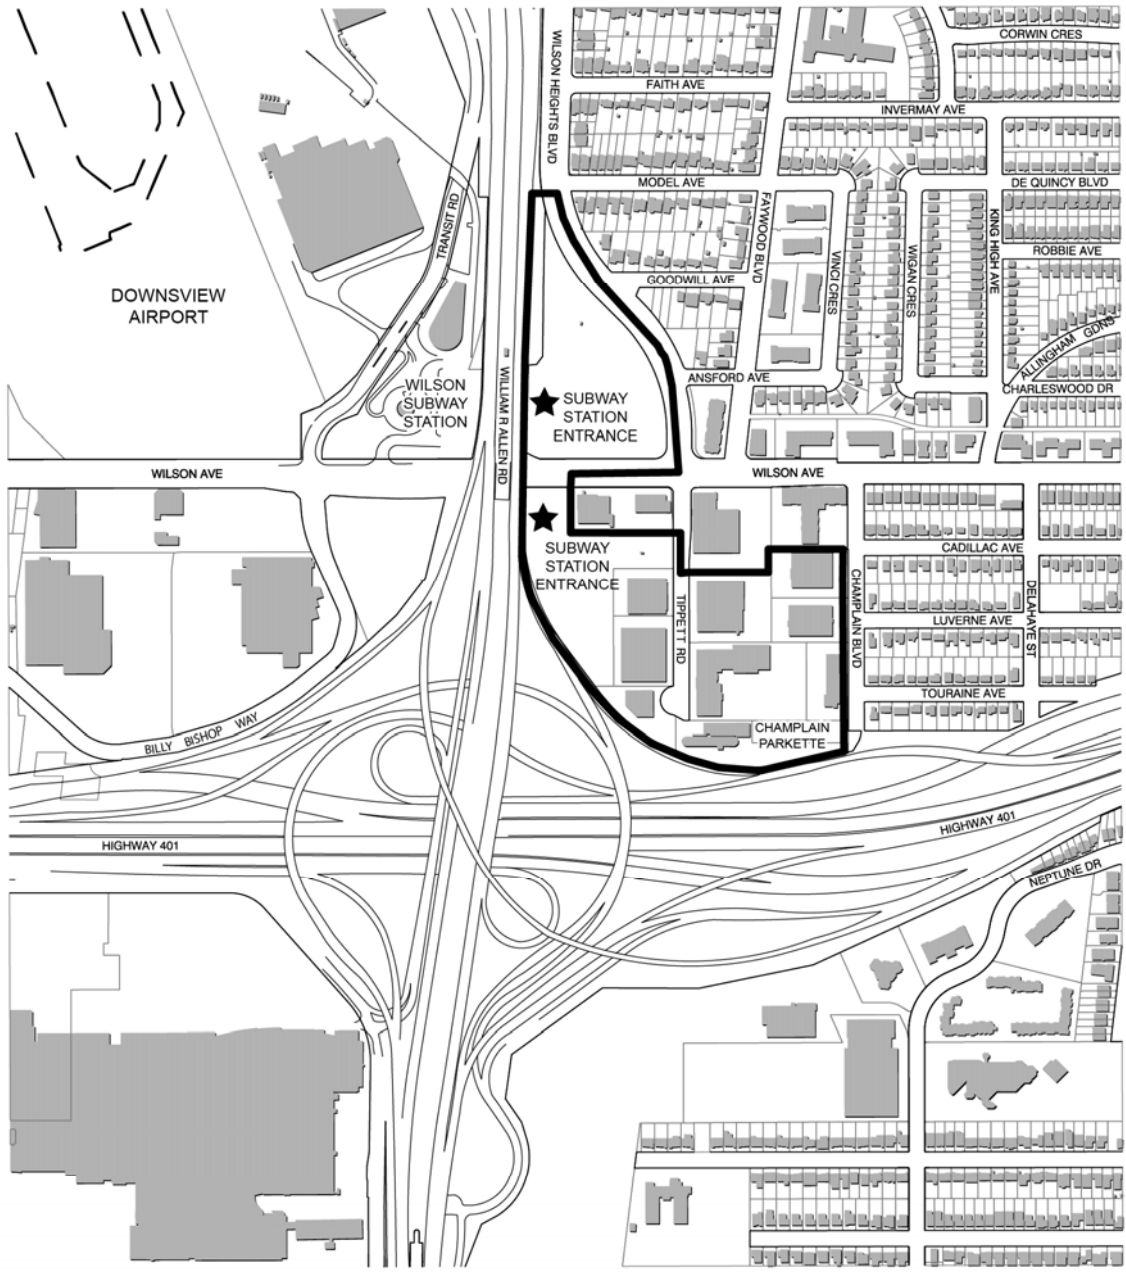 CORWIN CRES
WILSON HEIGHTS BLVD
FAITH AVE
INVERMAY AVE
MODEL AVE
DE QUINCY BLVD
TRANSIT RD
FAYWOOD BLVD
VINCI CRES
WIGAN CRES
KING HIGH AVE
ROBBIE AVE
GOODWILL AVE
DOWNSVIEW
AIRPORT
ALLINGHAM GDNS
ANSFORD AVE
CHARLESWOOD DR
WILSON
SUBWAY
STATION
WILLIAM R ALLEN RD
SUBWAY
STATION
ENTRANCE
WILSON AVE
WILSON AVE
SUBWAY
STATION
ENTRANCE
CADILLAC AVE
TIPPETT RD
CHAMPLAIN BLVD
DELAHAYE ST
LUVERNE AVE
TOURAINE AVE
BILLY BISHOP WAY
CHAMPLAIN
PARKETTE
HIGHWAY 401
HIGHWAY 401
NEPTUNE DR